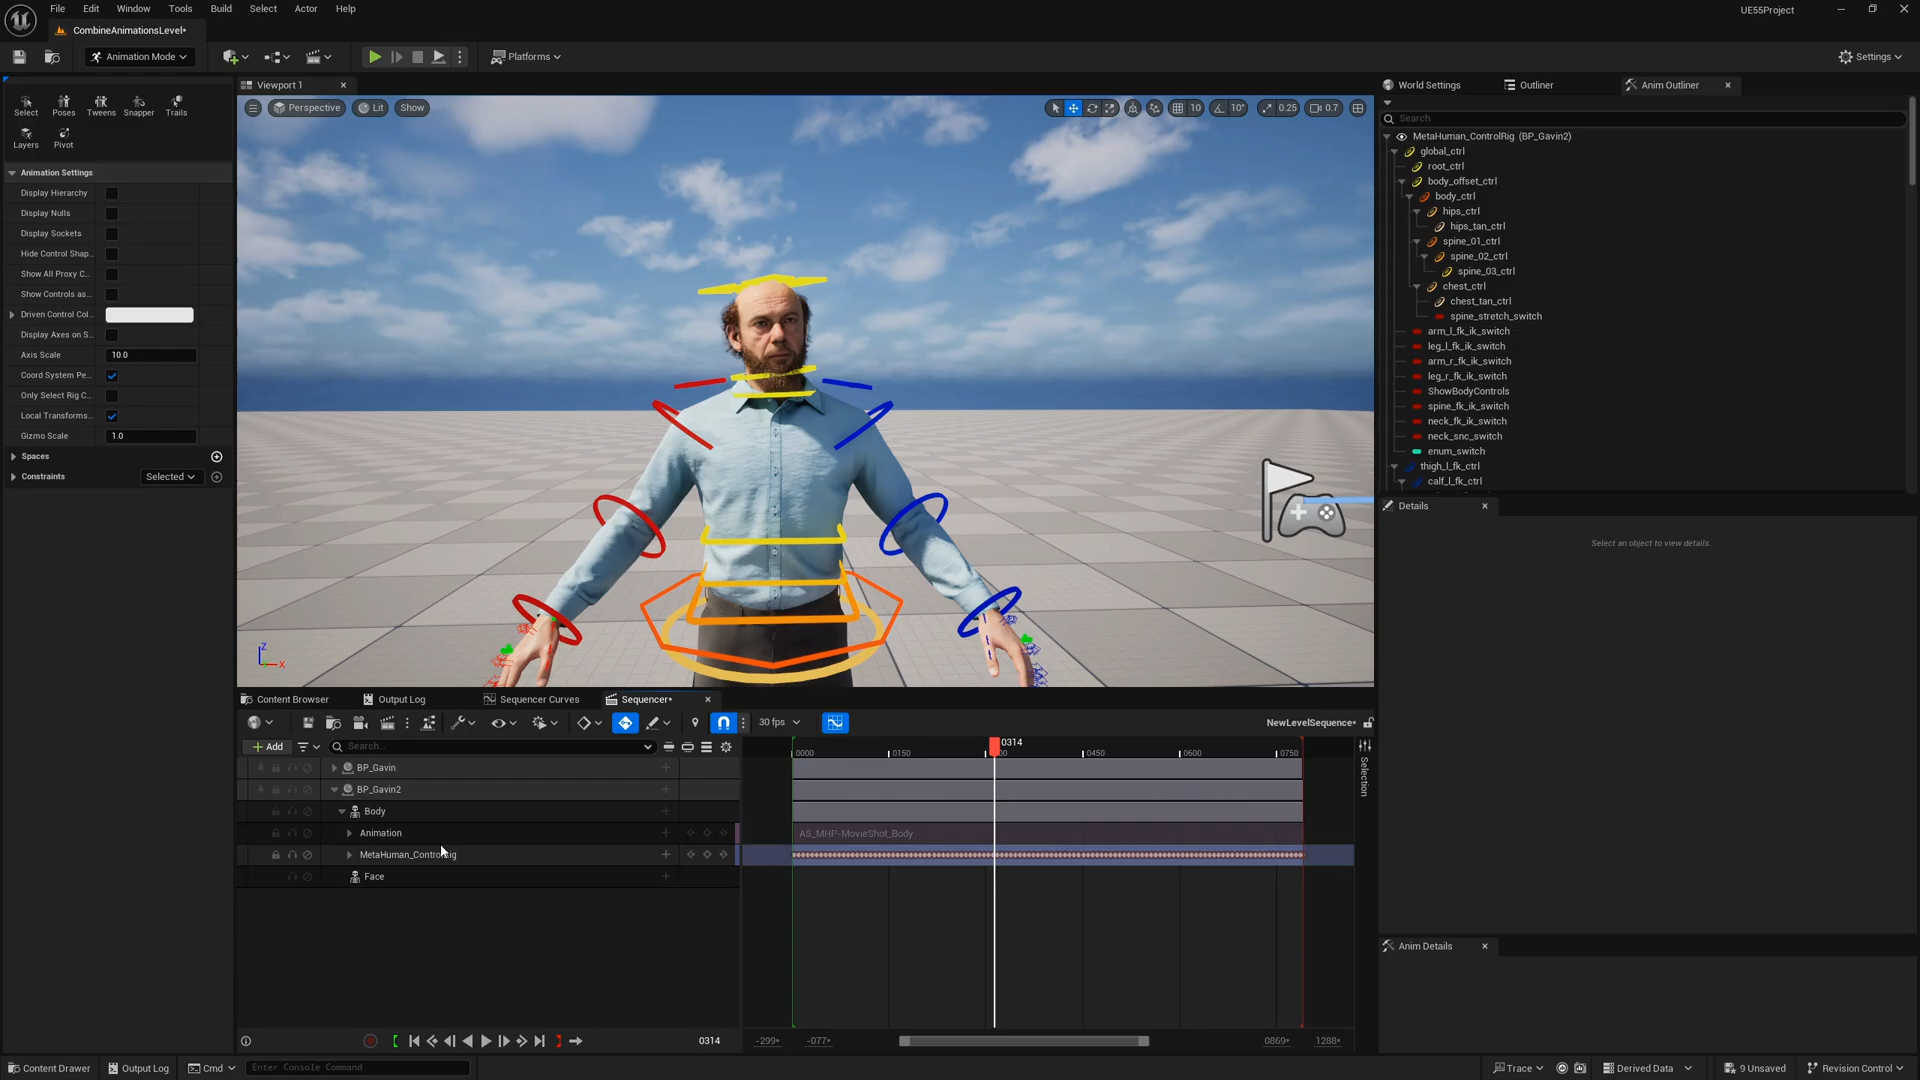 File Edit Window Tools Build Select Actor Help
UE55Project
CombineAnimationsLevel*
Animation Mode
Platforms
Settings
Select Poses Tweens Snapper Trails
Layers Pivot
Animation Settings
Display Hierarchy
Display Nulls
Display Sockets
Hide Control Shap...
Show All Proxy C...
Show Controls as...
Driven Control Col...
Display Axes on S...
Axis Scale 10.0
Coord System Pe...
Only Select Rig C...
Local Transforms...
Gizmo Scale 1.0
Spaces
Constraints Selected
Viewport 1
Perspective Lit Show
10 10° 0.25 0.7
Z
X
World Settings Outliner Anim Outliner
Search
MetaHuman_ControlRig (BP_Gavin2)
global_ctrl
root_ctrl
body_offset_ctrl
body_ctrl
hips_ctrl
hips_tan_ctrl
spine_01_ctrl
spine_02_ctrl
spine_03_ctrl
chest_ctrl
chest_tan_ctrl
spine_stretch_switch
arm_l_fk_ik_switch
leg_l_fk_ik_switch
arm_r_fk_ik_switch
leg_r_fk_ik_switch
ShowBodyControls
spine_fk_ik_switch
neck_fk_ik_switch
neck_snc_switch
enum_switch
thigh_l_fk_ctrl
calf_l_fk_ctrl
Details
Select an object to view details.
Anim Details
Content Browser Output Log Sequencer Curves Sequencer*
30 fps
NewLevelSequence*
Add
Search...
0000 0150 0314 0450 0600 0750
Selection
BP_Gavin
BP_Gavin2
Body
Animation
AS_MHP-MovieShot_Body
MetaHuman_ControlRig
Face
0314
-299* -077* 0869* 1288*
Content Drawer Output Log Cmd Enter Console Command
Trace Derived Data 9 Unsaved Revision Control